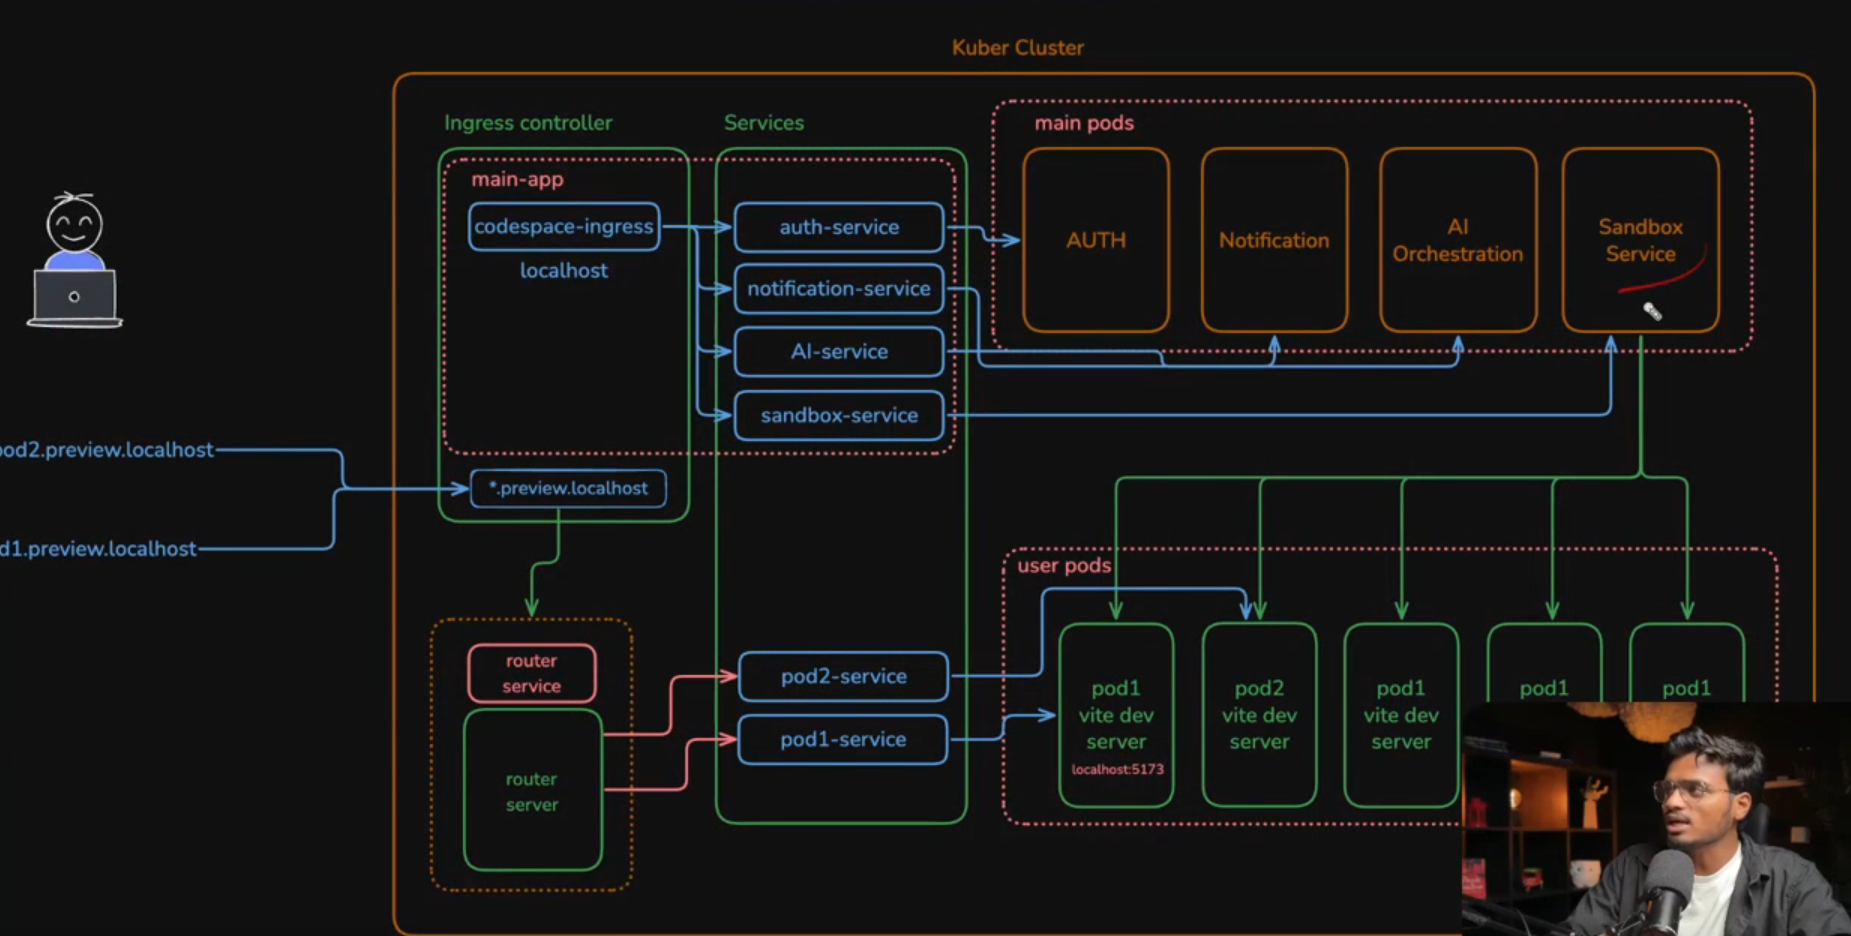 Kuber Cluster
Ingress controller
Services
main pods
main-app
codespace-ingress
localhost
auth-service
notification-service
AI-service
sandbox-service
AUTH
Notification
AI
Orchestration
Sandbox
Service
pod2.preview.localhost
d1.preview.localhost
*.preview.localhost
user pods
router
service
router
server
pod2-service
pod1-service
pod1
vite dev
server
localhost:5173
pod2
vite dev
server
pod1
vite dev
server
pod1
pod1